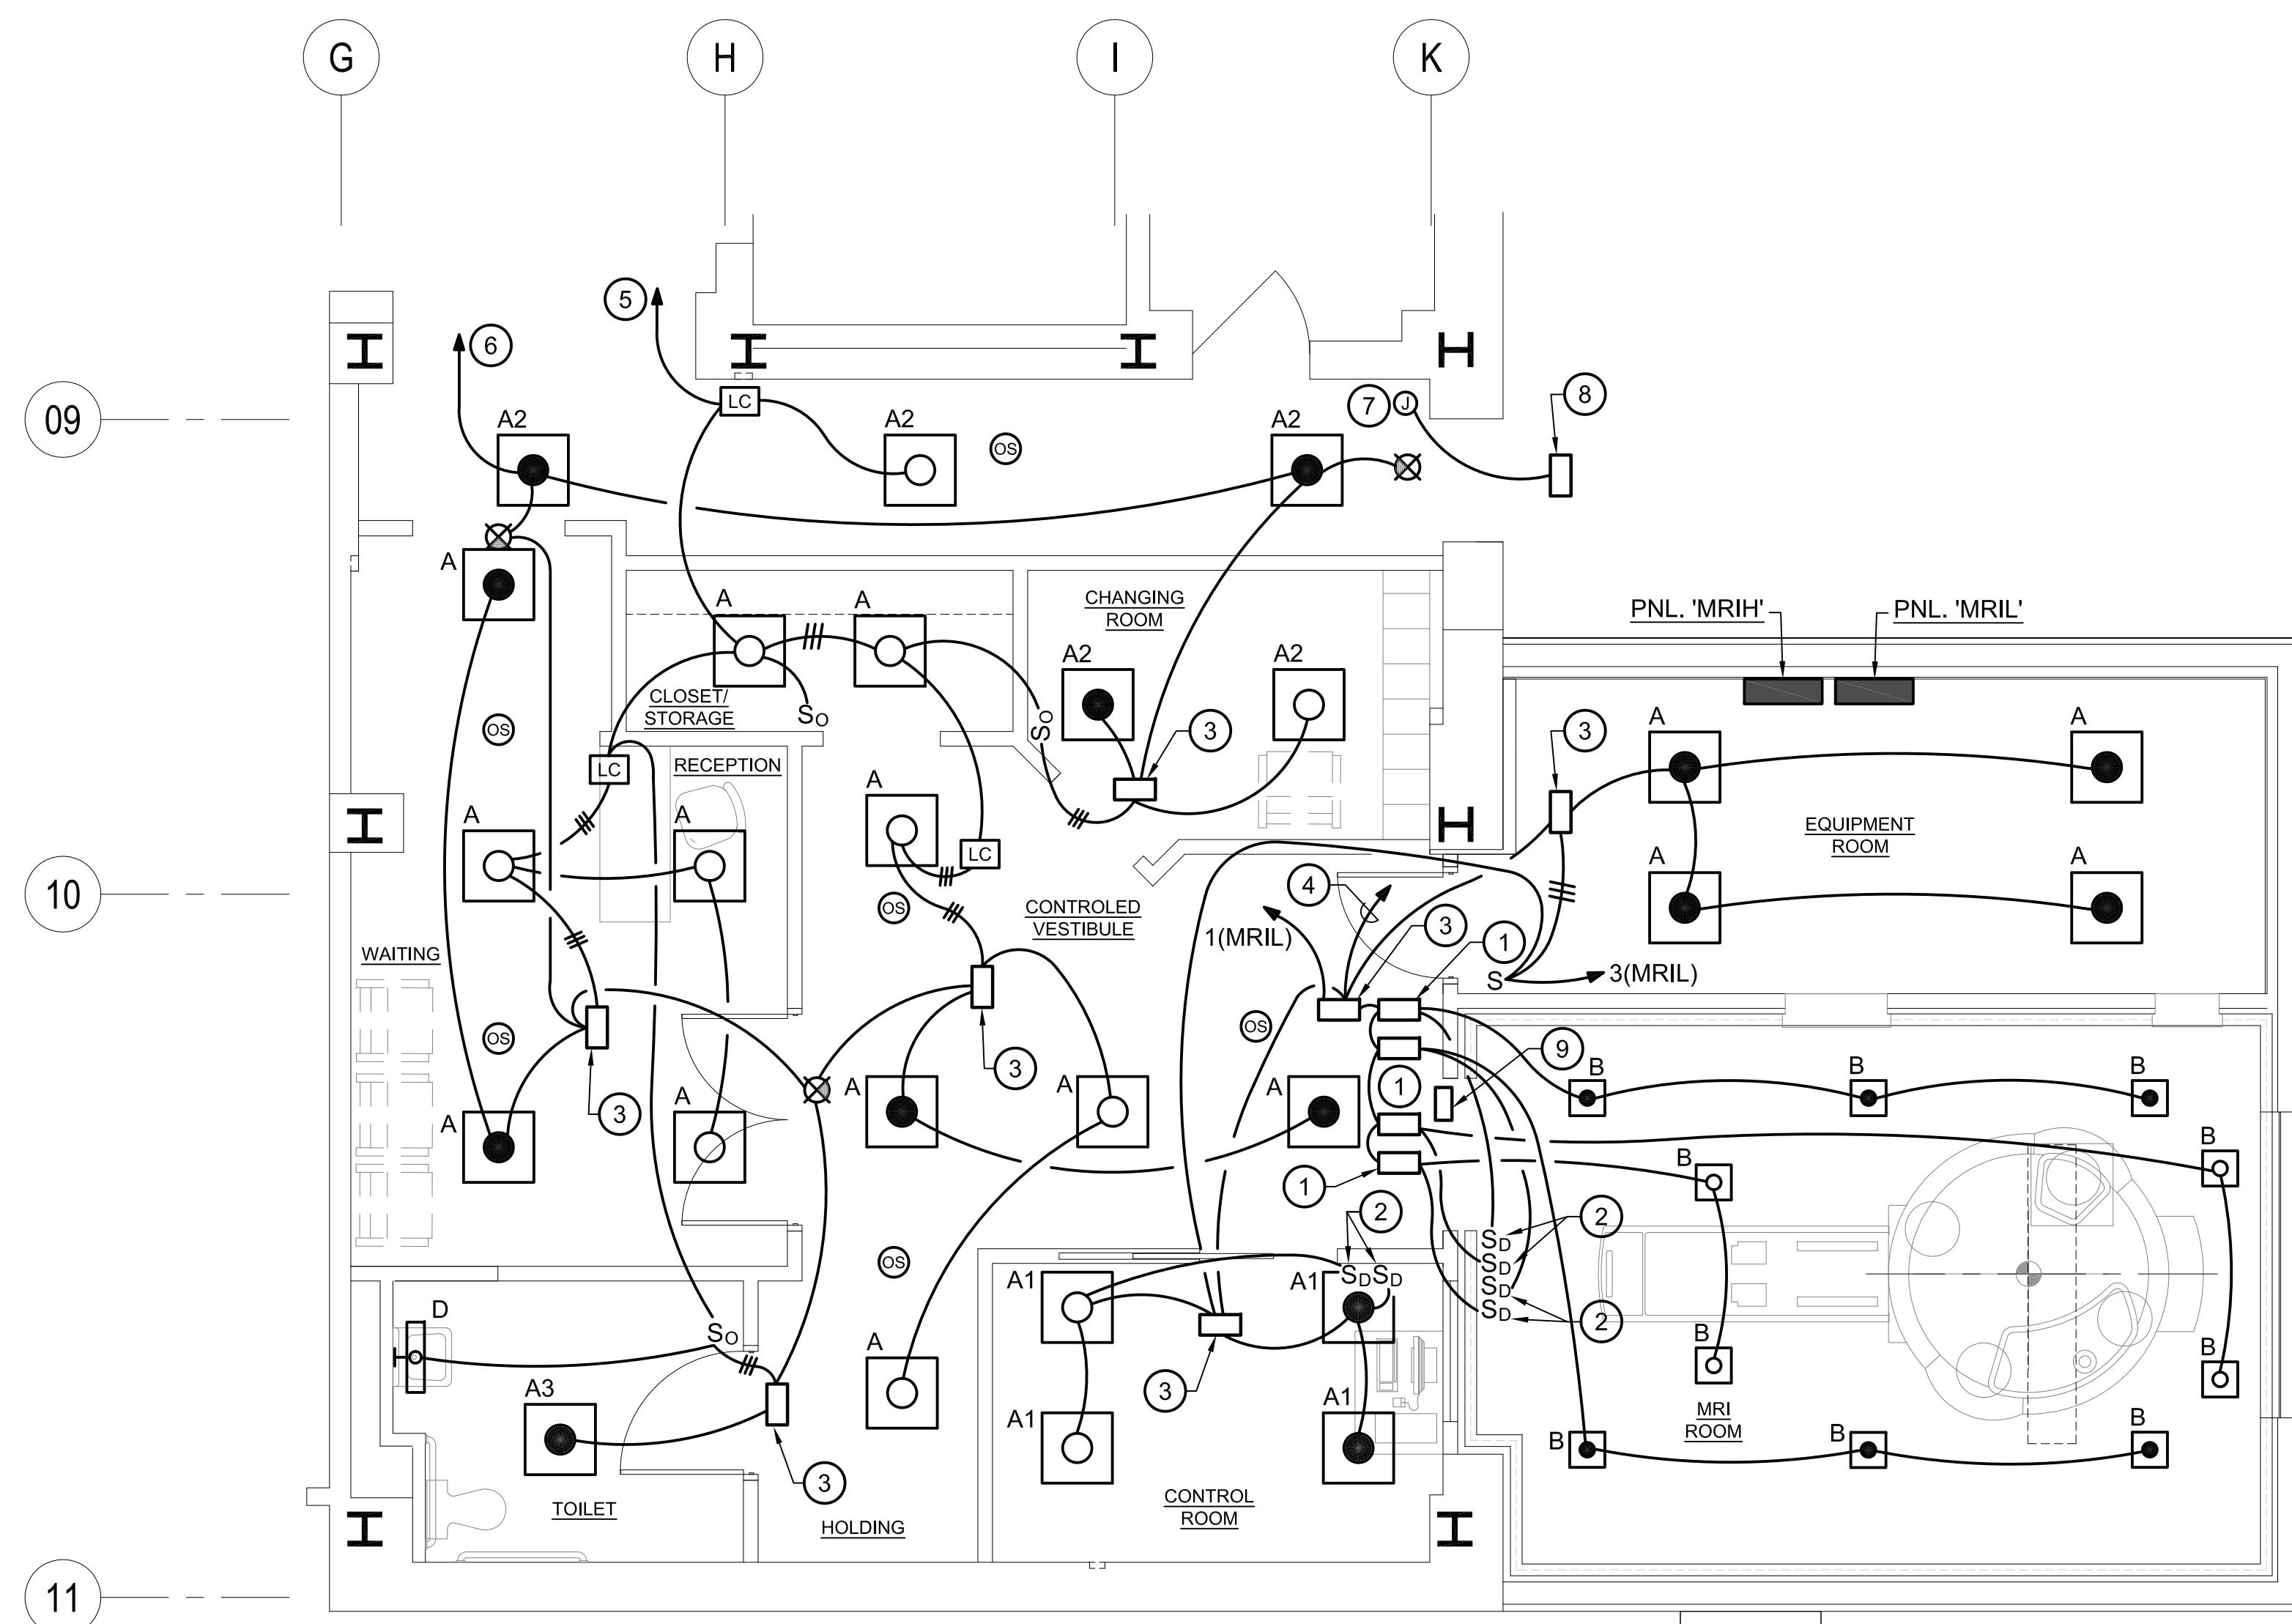 G H I K
5
6
LC
7 J
8
09
A2 A2 OS A2
A
CHANGING
ROOM
PNL. 'MRIH' PNL. 'MRIL'
A A
A2 A2
CLOSET/
STORAGE
SO
SO
3
3
A A
OS
LC
RECEPTION
A
A A
EQUIPMENT
ROOM
LC
A A
10
4
OS
CONTROLED
VESTIBULE
1(MRIL)
3
1
WAITING
S 3(MRIL)
OS
OS
3
9
1
B B B
A A A
3
A A
B
B
1
2
2
SD
SD
SD
SD
2
OS
A1 A1
SD SD
D
SO
A
B B
3
A3
A1 A1
MRI
ROOM
B B B
3
CONTROL
ROOM
TOILET
HOLDING
11